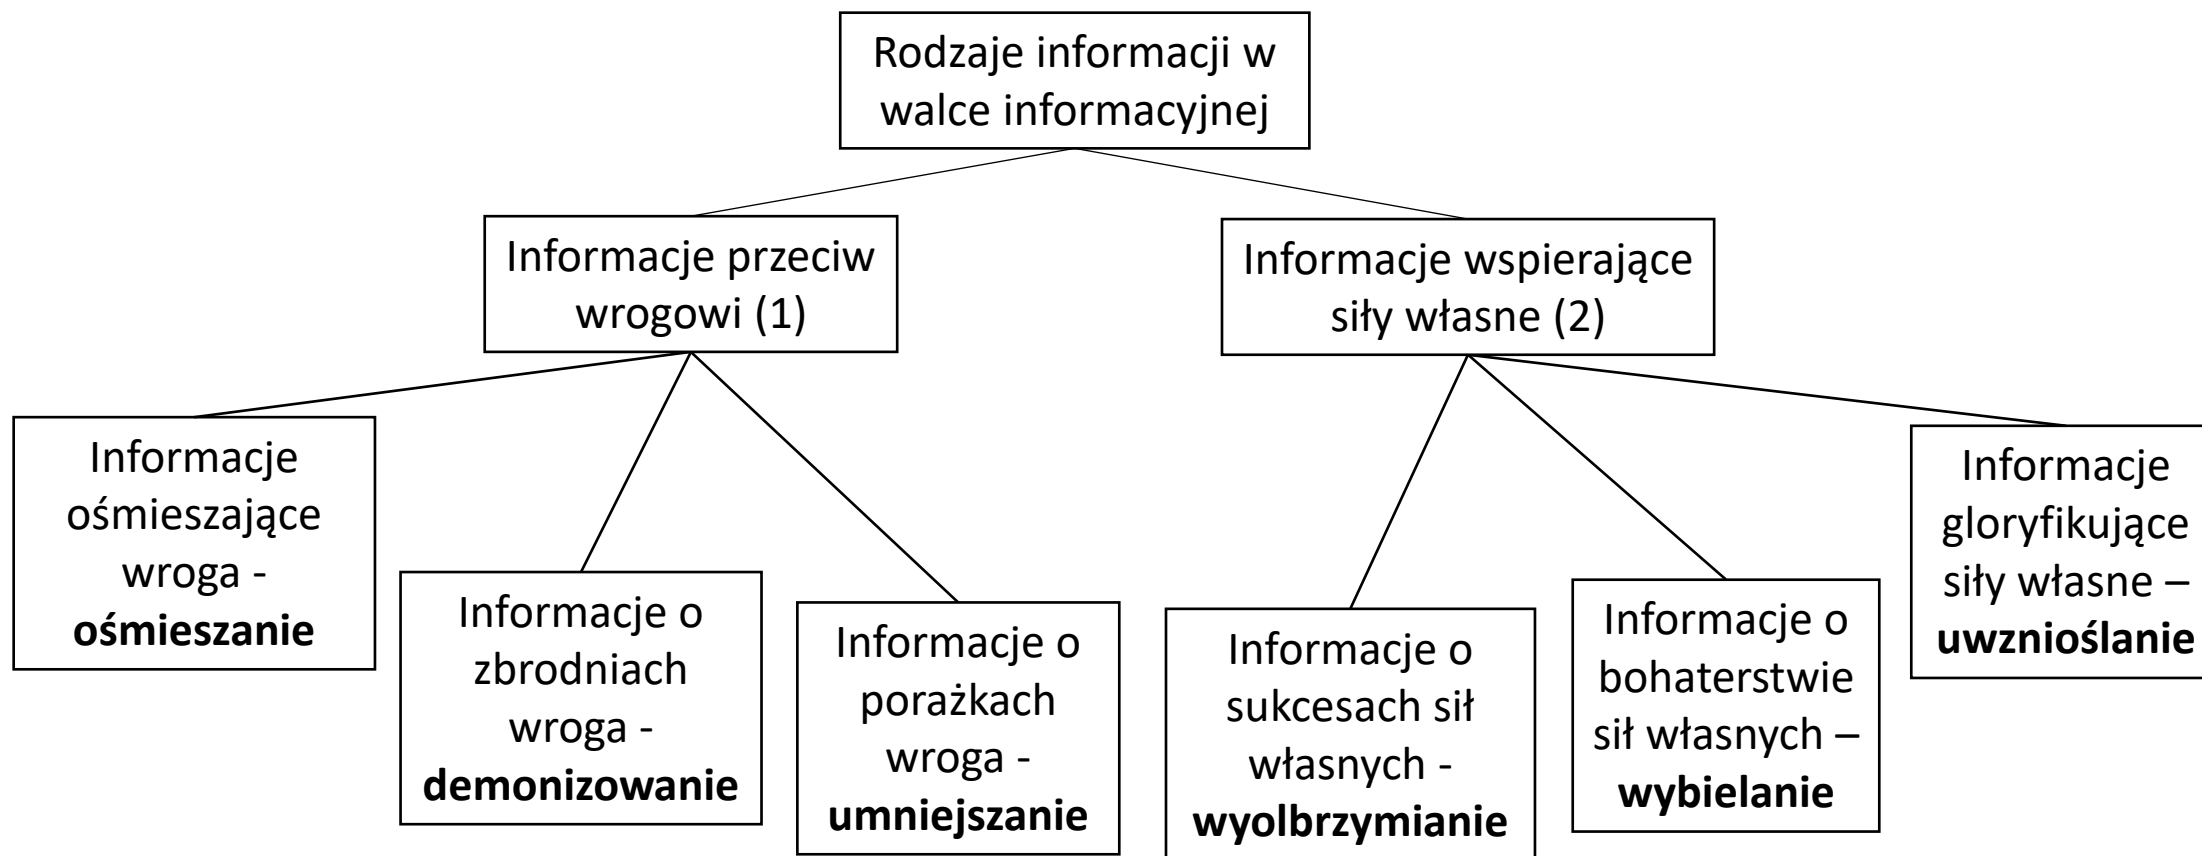 Rodzaje informacji w
walce informacyjnej
Informacje przeciw
wrogowi (1)
Informacje wspierające
siły własne (2)
Informacje
ośmieszające
wroga -
ośmieszanie
Informacje o
zbrodniach
wroga -
demonizowanie
Informacje o
porażkach
wroga -
umniejszanie
Informacje o
sukcesach sił
własnych -
wyolbrzymianie
Informacje o
bohaterstwie
sił własnych –
wybielanie
Informacje
gloryfikujące
siły własne –
uwznioślanie